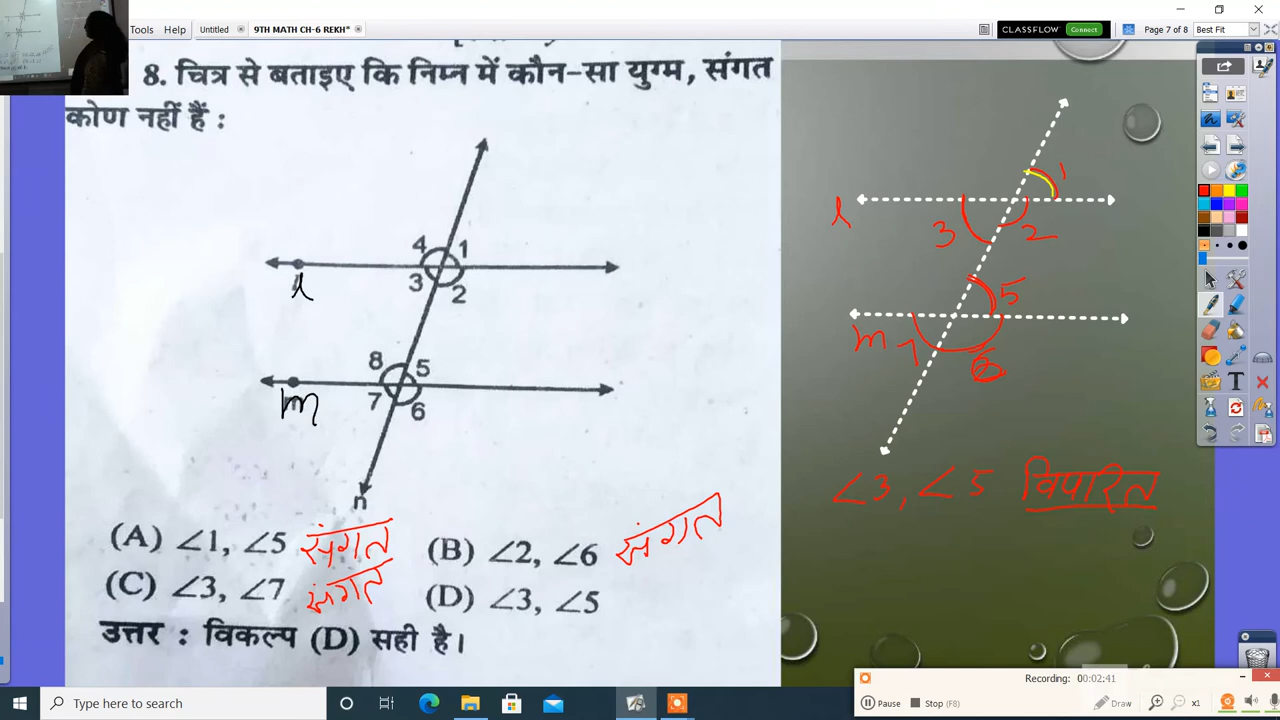 Tools Help Untitled 9TH MATH CH-6 REKH* CLASSFLOW Connect Page 7 of 8 Best Fit
8. चित्र से बताइए कि निम्न में कौन-सा युग्म, संगत
कोण नहीं हैं :
4 1
3 2
l
8 5
7 6
m
n
(A) ∠1, ∠5 संगत (B) ∠2, ∠6 संगत
(C) ∠3, ∠7 संगत (D) ∠3, ∠5
उत्तर : विकल्प (D) सही है।
1
l 3 2
5
m 7 6
∠3, ∠5 विपरित
Recording: 00:02:41
Pause Stop (F8) Draw x1
Type here to search